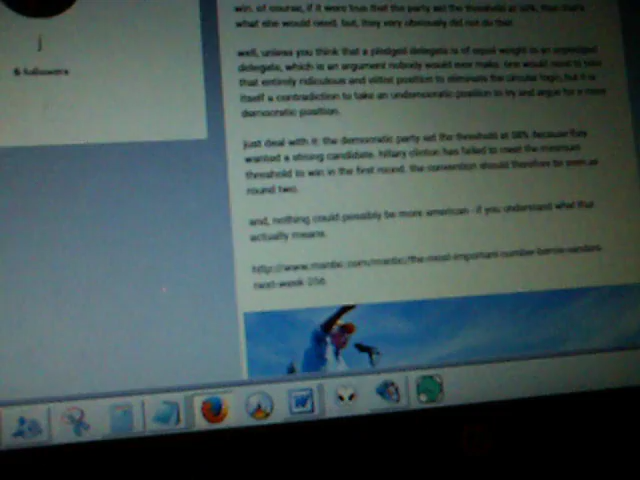 win. of course, if it were true that the party set the threshold at 50%, then that's
what else would need. but, they very obviously did not do that.
well, unless you think that a pledged delegate is of equal weight to an unpledged
delegate, which is an argument nobody would ever make. one would need to
that entirely ridiculous and elitist position to eliminate the circular logic, but it is
itself a contradiction to take an undemocratic position to try and argue for a more
democratic position.
just deal with it: the democratic party set the threshold at 58% because they
wanted a strong candidate. hillary clinton has failed to meet the minimum
threshold to win in the first round. the convention should therefore be seen as
round two.
and, nothing could possibly be more american - if you understand what that
actually means.
http://www.msnbc.com/msnbc/the-most-important-number-bernie-sanders-
next-week-356
j
6 followers
W